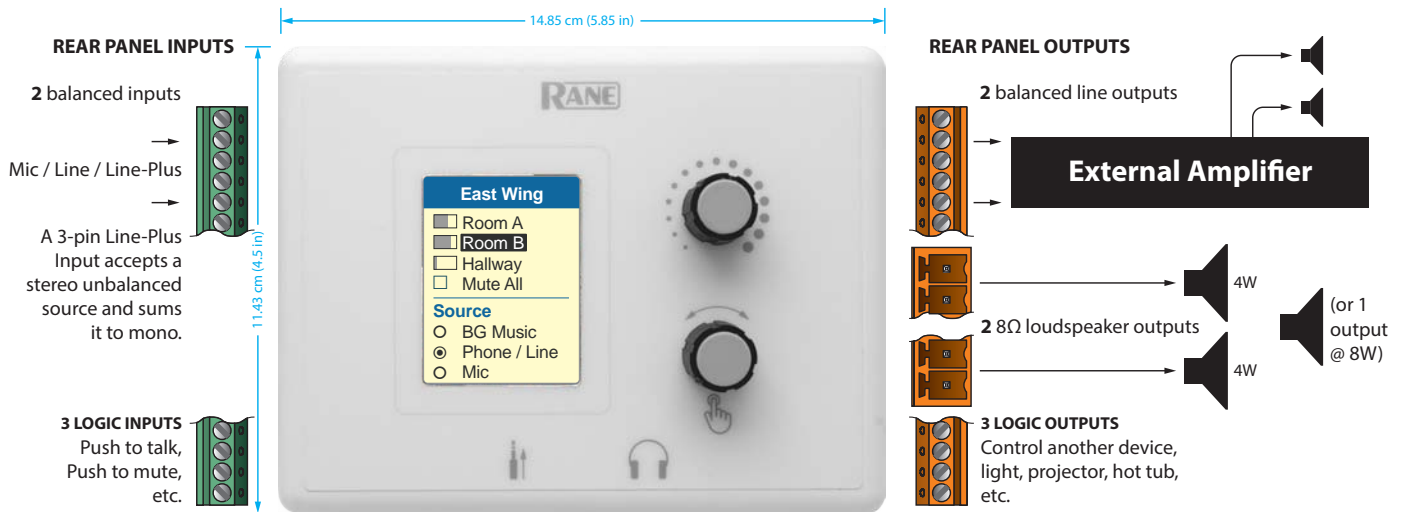 14.85 cm (5.85 in)
REAR PANEL INPUTS
2 balanced inputs
Mic / Line / Line-Plus
A 3-pin Line-Plus
Input accepts a
stereo unbalanced
source and sums
it to mono.
3 LOGIC INPUTS
Push to talk,
Push to mute,
etc.
11.43 cm (4.5 in)
RANE
East Wing
Room A
Room B
Hallway
Mute All
Source
BG Music
Phone / Line
Mic
REAR PANEL OUTPUTS
2 balanced line outputs
External Amplifier
4W
2 8Ω loudspeaker outputs
4W
(or 1
output
@ 8W)
3 LOGIC OUTPUTS
Control another device,
light, projector, hot tub,
etc.